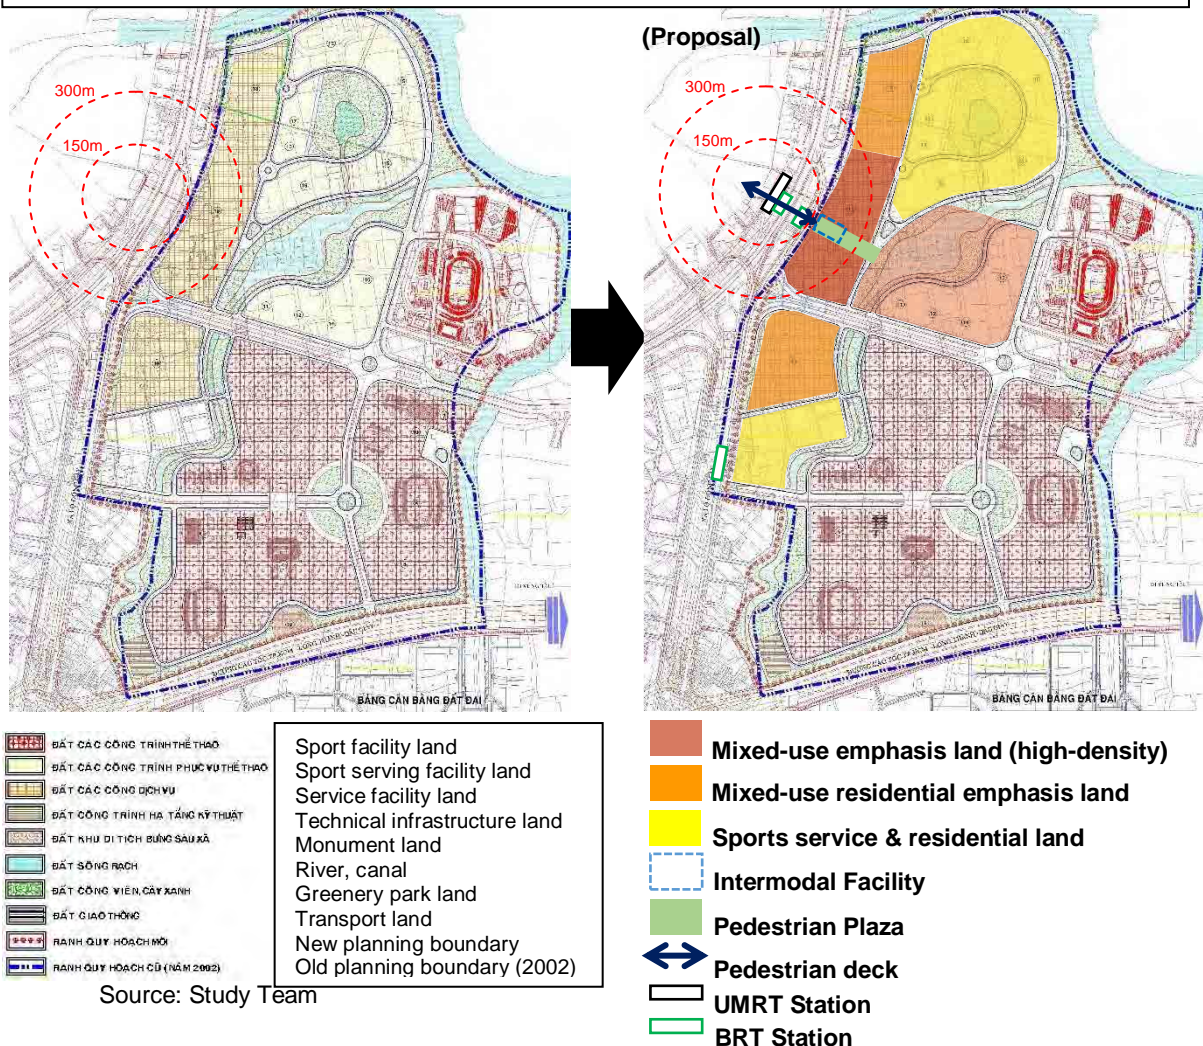 (Proposal)
300m
150m
300m
150m
BẢNG CÂN BẰNG ĐẤT ĐAI
BẢNG CÂN BẰNG ĐẤT ĐAI
ĐẤT CÁC CÔNG TRÌNH THỂ THAO
ĐẤT CÁC CÔNG TRÌNH PHỤC VỤ THỂ THAO
ĐẤT CÁC CÔNG DỊCH VỤ
ĐẤT CÔNG TRÌNH HẠ TẦNG KỸ THUẬT
ĐẤT KHU DI TÍCH BƯNG SÁU XÃ
ĐẤT SÔNG RẠCH
ĐẤT CÔNG VIÊN, CÂY XANH
ĐẤT GIAO THÔNG
RANH QUY HOẠCH MỚI
RANH QUY HOẠCH CŨ (NĂM 2002)
Sport facility land
Sport serving facility land
Service facility land
Technical infrastructure land
Monument land
River, canal
Greenery park land
Transport land
New planning boundary
Old planning boundary (2002)
Source: Study Team
Mixed-use emphasis land (high-density)
Mixed-use residential emphasis land
Sports service & residential land
Intermodal Facility
Pedestrian Plaza
Pedestrian deck
UMRT Station
BRT Station